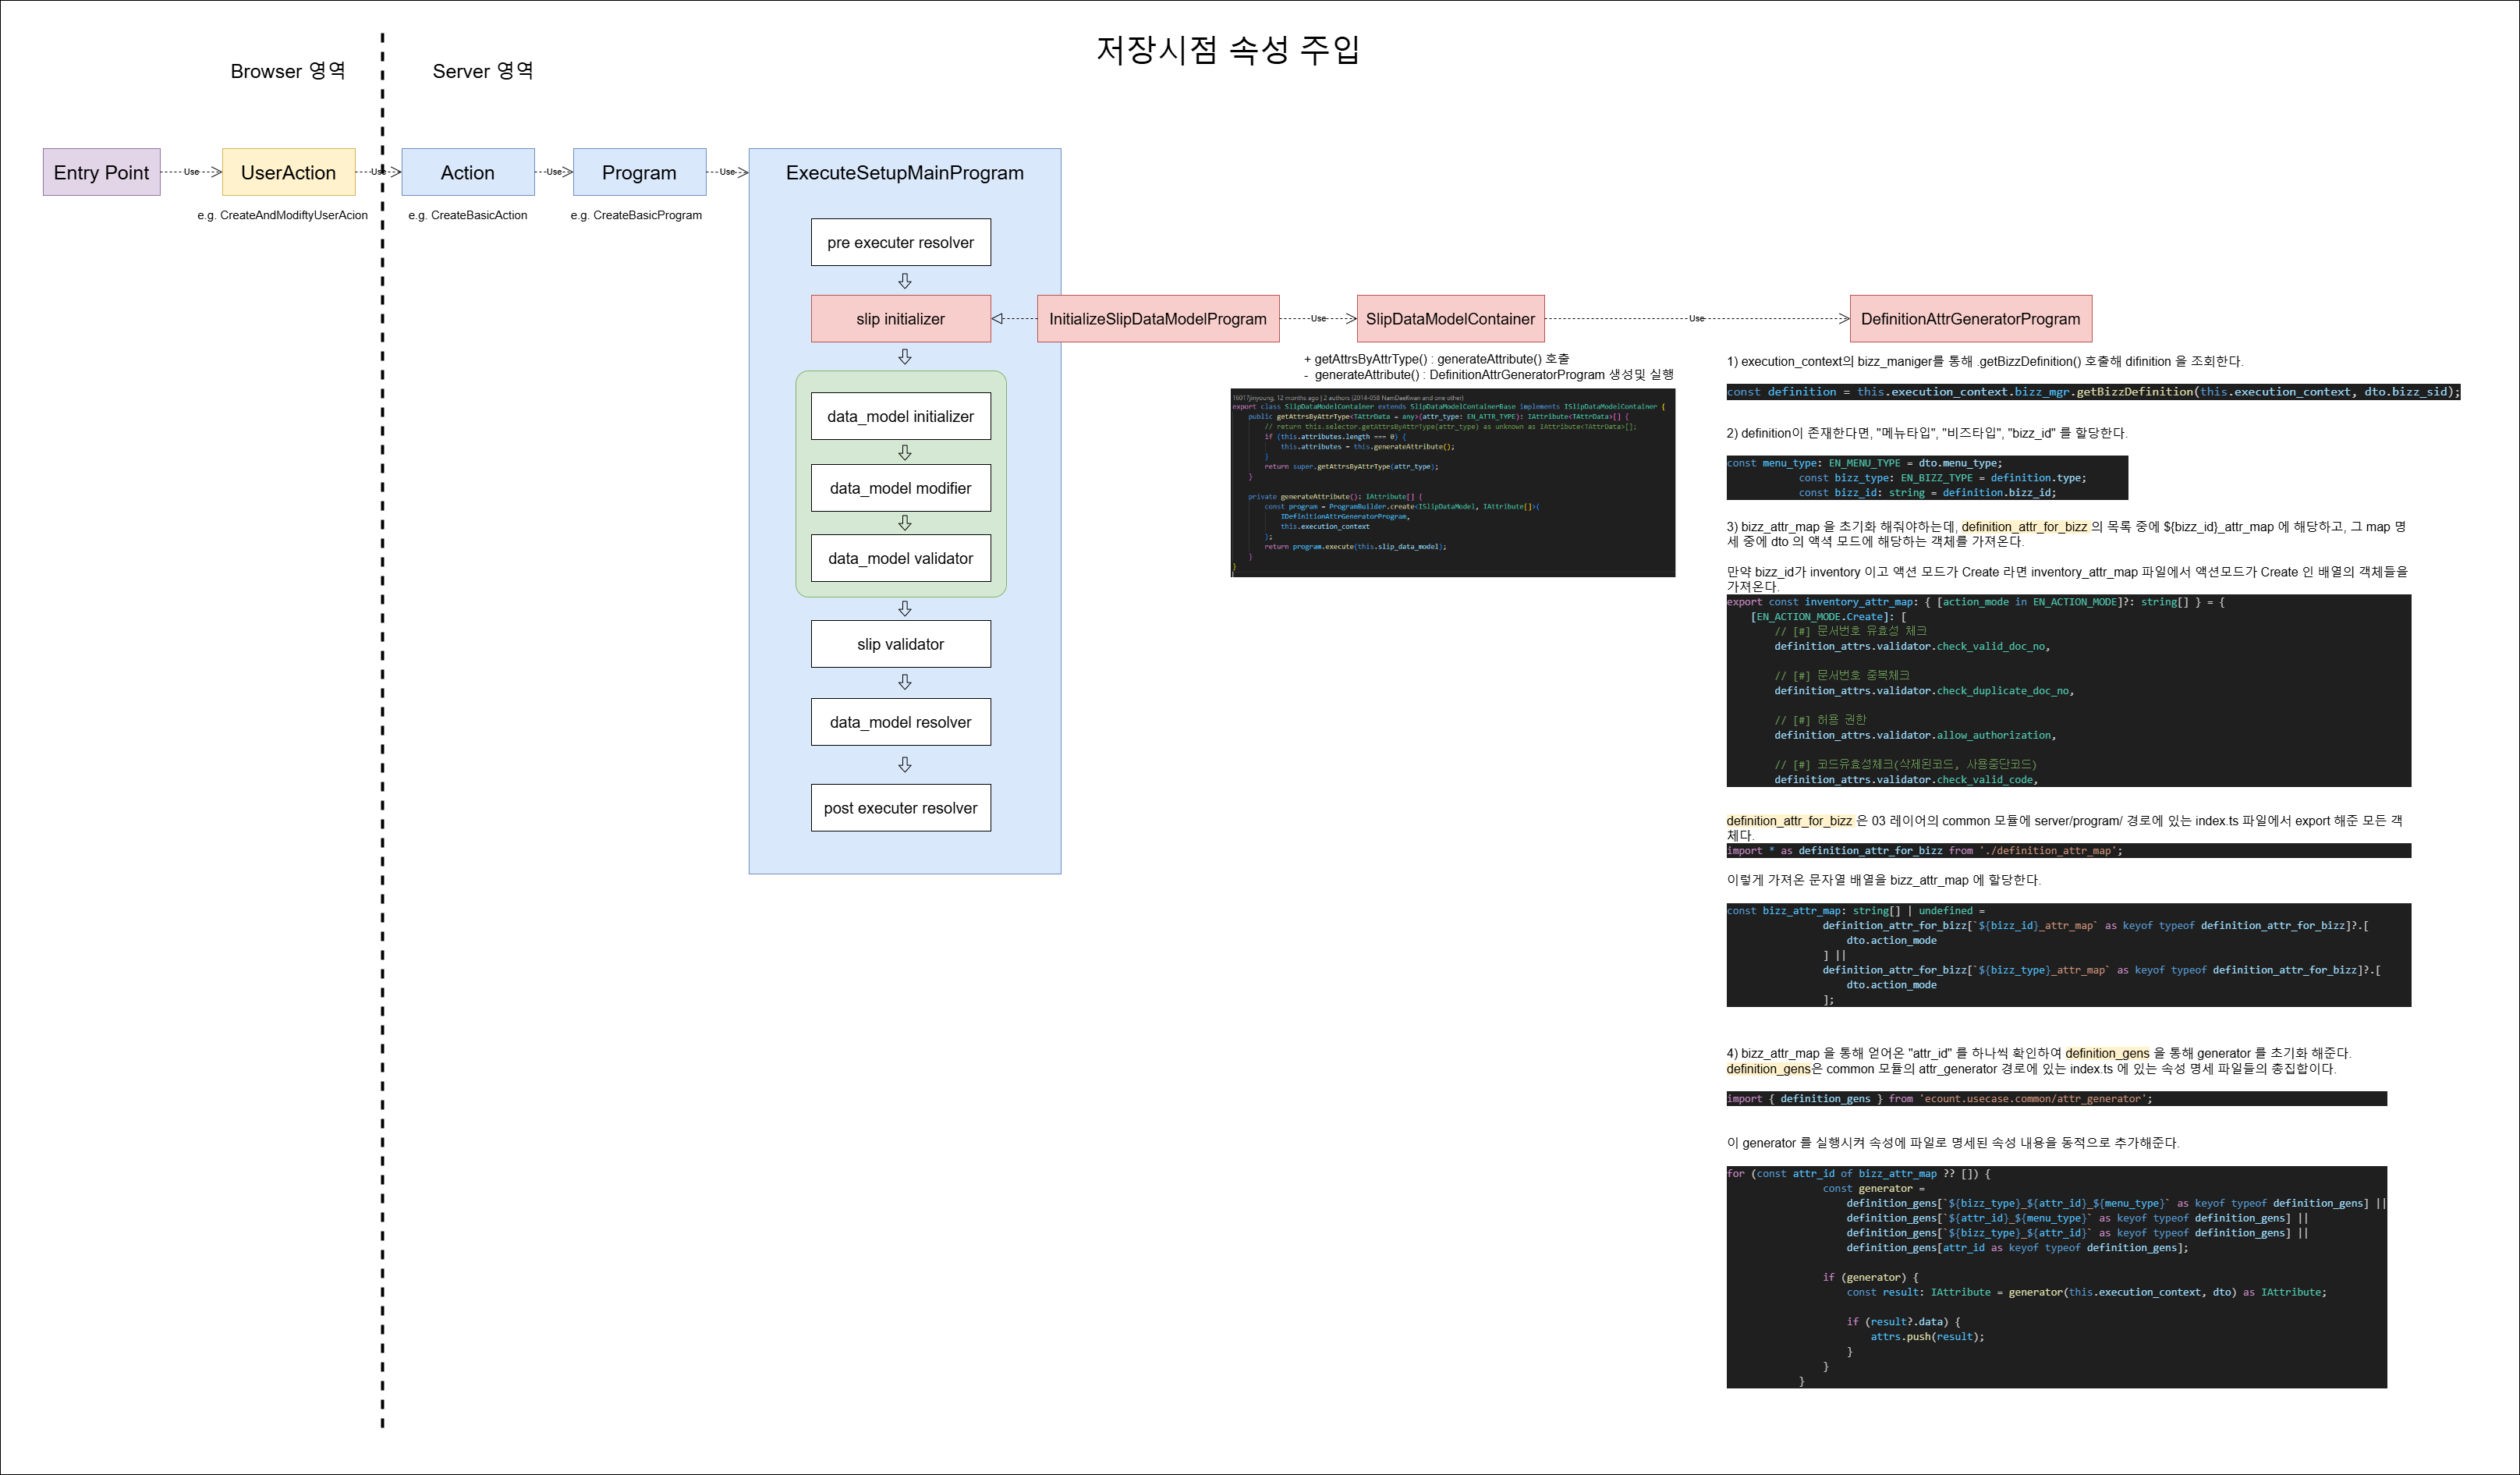 저장시점 속성 주입
Browser 영역
Server 영역
Entry Point
Use
UserAction
Use
Action
Use
Program
Use
ExecuteSetupMainProgram
e.g. CreateAndModiftyUserAcion
e.g. CreateBasicAction
e.g. CreateBasicProgram
pre executer resolver
slip initializer
data_model initializer
data_model modifier
data_model validator
slip validator
data_model resolver
post executer resolver
InitializeSlipDataModelProgram
Use
SlipDataModelContainer
Use
DefinitionAttrGeneratorProgram
+ getAttrsByAttrType() : generateAttribute() 호출
- generateAttribute() : DefinitionAttrGeneratorProgram 생성및 실행
19017jinyoung, 12 months ago | 2 authors (2014-058 NamDaeKwan and one other)
export class SlipDataModelContainer extends SlipDataModelContainerBase implements ISlipDataModelContainer {
public getAttrsByAttrType<TAttrData = any>(attr_type: EN_ATTR_TYPE): IAttribute<TAttrData>[] {
// return this.selector.getAttrsByAttrType(attr_type) as unknown as IAttribute<TAttrData>[];
if (this.attributes.length === 0) {
this.attributes = this.generateAttribute();
}
return super.getAttrsByAttrType(attr_type);
}
private generateAttribute(): IAttribute[] {
const program = ProgramBuilder.create<ISlipDataModel, IAttribute[]>(
IDefinitionAttrGeneratorProgram,
this.execution_context
);
return program.execute(this.slip_data_model);
}
}
1) execution_context의 bizz_maniger를 통해 .getBizzDefinition() 호출해 difinition 을 조회한다.
const definition = this.execution_context.bizz_mgr.getBizzDefinition(this.execution_context, dto.bizz_sid);
2) definition이 존재한다면, "메뉴타입", "비즈타입", "bizz_id" 를 할당한다.
const menu_type: EN_MENU_TYPE = dto.menu_type;
const bizz_type: EN_BIZZ_TYPE = definition.type;
const bizz_id: string = definition.bizz_id;
3) bizz_attr_map 을 초기화 해줘야하는데, definition_attr_for_bizz 의 목록 중에 ${bizz_id}_attr_map 에 해당하고, 그 map 명
세 중에 dto 의 액셕 모드에 해당하는 객체를 가져온다.
만약 bizz_id가 inventory 이고 액션 모드가 Create 라면 inventory_attr_map 파일에서 액션모드가 Create 인 배열의 객체들을
가져온다.
export const inventory_attr_map: { [action_mode in EN_ACTION_MODE]?: string[] } = {
[EN_ACTION_MODE.Create]: [
// [#] 문서번호 유효성 체크
definition_attrs.validator.check_valid_doc_no,
// [#] 문서번호 중복체크
definition_attrs.validator.check_duplicate_doc_no,
// [#] 허용 권한
definition_attrs.validator.allow_authorization,
// [#] 코드유효성체크(삭제된코드, 사용중단코드)
definition_attrs.validator.check_valid_code,
definition_attr_for_bizz 은 03 레이어의 common 모듈에 server/program/ 경로에 있는 index.ts 파일에서 export 해준 모든 객
체다.
import * as definition_attr_for_bizz from './definition_attr_map';
이렇게 가져온 문자열 배열을 bizz_attr_map 에 할당한다.
const bizz_attr_map: string[] | undefined =
definition_attr_for_bizz[`${bizz_id}_attr_map` as keyof typeof definition_attr_for_bizz]?.[
dto.action_mode
] ||
definition_attr_for_bizz[`${bizz_type}_attr_map` as keyof typeof definition_attr_for_bizz]?.[
dto.action_mode
];
4) bizz_attr_map 을 통해 얻어온 "attr_id" 를 하나씩 확인하여 definition_gens 을 통해 generator 를 초기화 해준다.
definition_gens은 common 모듈의 attr_generator 경로에 있는 index.ts 에 있는 속성 명세 파일들의 총집합이다.
import { definition_gens } from 'ecount.usecase.common/attr_generator';
이 generator 를 실행시켜 속성에 파일로 명세된 속성 내용을 동적으로 추가해준다.
for (const attr_id of bizz_attr_map ?? []) {
const generator =
definition_gens[`${bizz_type}_${attr_id}_${menu_type}` as keyof typeof definition_gens] ||
definition_gens[`${attr_id}_${menu_type}` as keyof typeof definition_gens] ||
definition_gens[`${bizz_type}_${attr_id}` as keyof typeof definition_gens] ||
definition_gens[attr_id as keyof typeof definition_gens];
if (generator) {
const result: IAttribute = generator(this.execution_context, dto) as IAttribute;
if (result?.data) {
attrs.push(result);
}
}
}